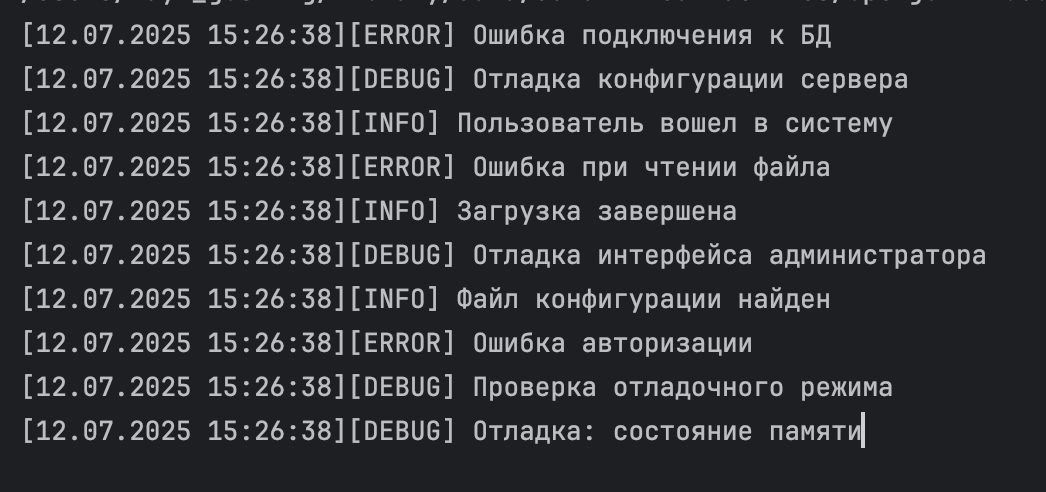 [12.07.2025 15:26:38][ERROR] Ошибка подключения к БД
[12.07.2025 15:26:38][DEBUG] Отладка конфигурации сервера
[12.07.2025 15:26:38][INFO] Пользователь вошел в систему
[12.07.2025 15:26:38][ERROR] Ошибка при чтении файла
[12.07.2025 15:26:38][INFO] Загрузка завершена
[12.07.2025 15:26:38][DEBUG] Отладка интерфейса администратора
[12.07.2025 15:26:38][INFO] Файл конфигурации найден
[12.07.2025 15:26:38][ERROR] Ошибка авторизации
[12.07.2025 15:26:38][DEBUG] Проверка отладочного режима
[12.07.2025 15:26:38][DEBUG] Отладка: состояние памяти